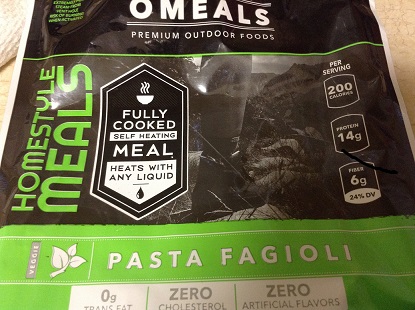 OMEALS
PREMIUM OUTDOOR FOODS
HOMESTYLE
MEALS
FULLY
COOKED
SELF HEATING
MEAL
HEATS WITH
ANY LIQUID
PER
SERVING
200
CALORIES
PROTEIN
14g
FIBER
6g
24% DV
VEGGIE
PASTA FAGIOLI
0g
TRANS FAT
ZERO
CHOLESTEROL
ZERO
ARTIFICIAL FLAVORS